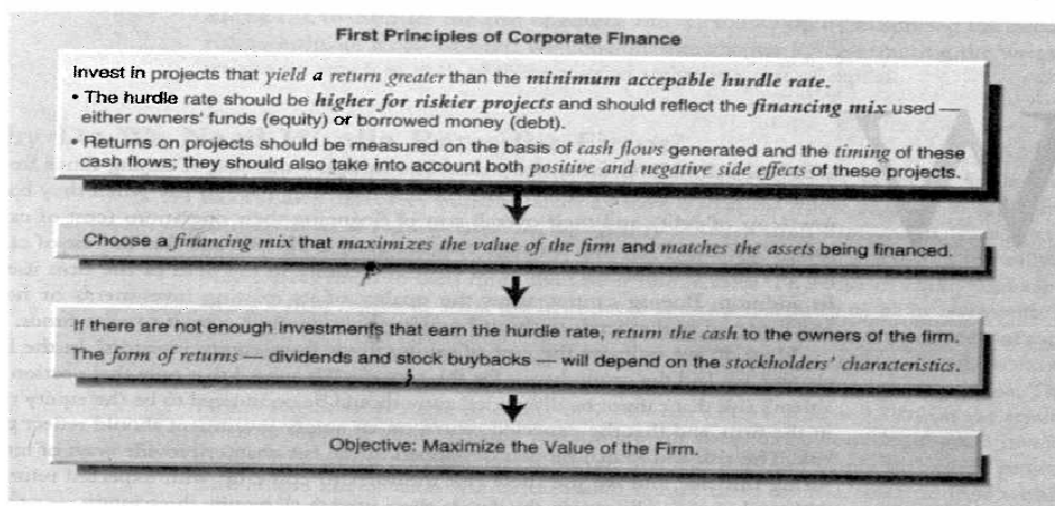 First Principles of Corporate Finance
Invest in projects that yield a return greater than the minimum accepable hurdle rate.
• The hurdle rate should be higher for riskier projects and should reflect the financing mix used —
either owners' funds (equity) or borrowed money (debt).
• Returns on projects should be measured on the basis of cash flows generated and the timing of these
cash flows; they should also take into account both positive and negative side effects of these projects.
Choose a financing mix that maximizes the value of the firm and matches the assets being financed.
If there are not enough investments that earn the hurdle rate, return the cash to the owners of the firm.
The form of returns — dividends and stock buybacks — will depend on the stockholders' characteristics.
Objective: Maximize the Value of the Firm.